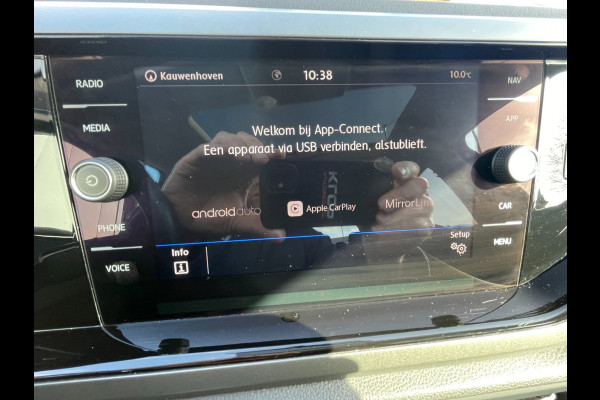 Kauwenhoven 10:38 10.0°C
RADIO
NAV
MEDIA
APP
Welkom bij App-Connect.
Een apparaat via USB verbinden, alstublieft.
android auto Apple CarPlay MirrorLink
PHONE
CAR
Info Setup
VOICE
MENU